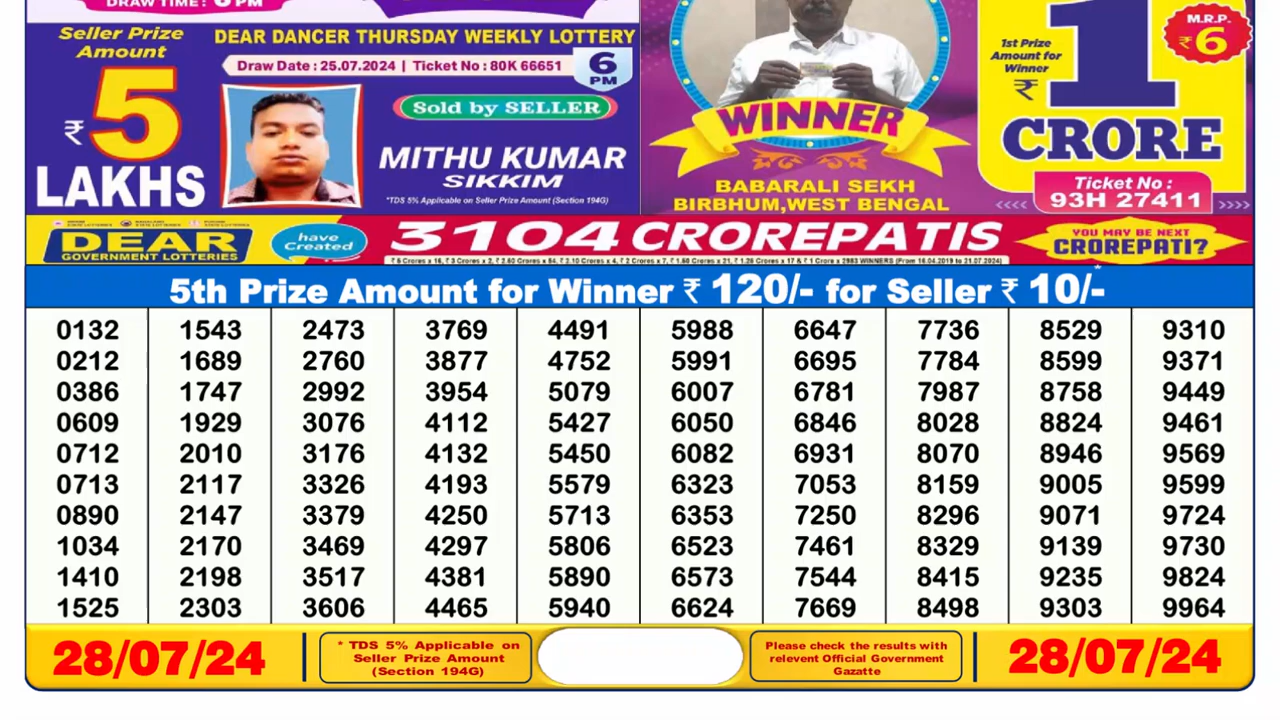 DRAW TIME: 6 PM
Seller Prize
Amount
₹5
LAKHS
DEAR DANCER THURSDAY WEEKLY LOTTERY
Draw Date : 25.07.2024 | Ticket No : 80K 66651
6
PM
Sold by SELLER
MITHU KUMAR
SIKKIM
*TDS 5% Applicable on Seller Prize Amount (Section 194G)
WINNER
BABARALI SEKH
BIRBHUM,WEST BENGAL
1st Prize
Amount for
Winner
₹ 1
CRORE
M.R.P.
₹6
Ticket No :
93H 27411
DEAR
GOVERNMENT LOTTERIES
have
Created
3104 CROREPATIS
YOU MAY BE NEXT
CROREPATI?
5th Prize Amount for Winner ₹ 120/- for Seller ₹ 10/-*
0132 1543 2473 3769 4491 5988 6647 7736 8529 9310
0212 1689 2760 3877 4752 5991 6695 7784 8599 9371
0386 1747 2992 3954 5079 6007 6781 7987 8758 9449
0609 1929 3076 4112 5427 6050 6846 8028 8824 9461
0712 2010 3176 4132 5450 6082 6931 8070 8946 9569
0713 2117 3326 4193 5579 6323 7053 8159 9005 9599
0890 2147 3379 4250 5713 6353 7250 8296 9071 9724
1034 2170 3469 4297 5806 6523 7461 8329 9139 9730
1410 2198 3517 4381 5890 6573 7544 8415 9235 9824
1525 2303 3606 4465 5940 6624 7669 8498 9303 9964
28/07/24
* TDS 5% Applicable on
Seller Prize Amount
(Section 194G)
Please check the results with
relevent Official Government
Gazatte
28/07/24